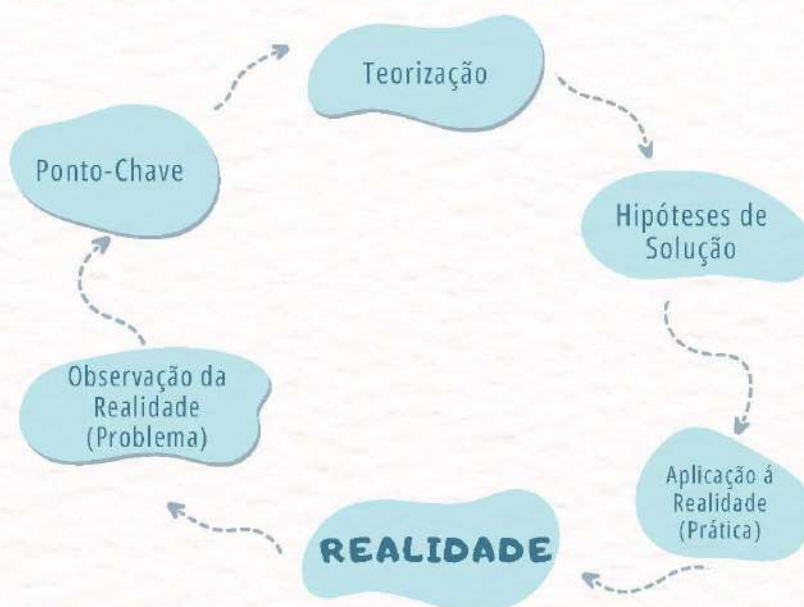 Teorização
Ponto-Chave
Hipóteses de
Solução
Observação da
Realidade
(Problema)
Aplicação á
Realidade
(Prática)
REALIDADE